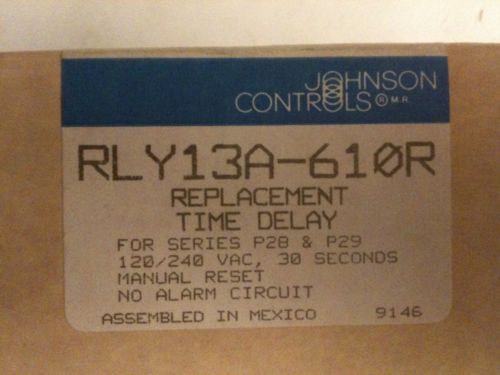 JOHNSON
CONTROLS ® M.R.
RLY13A-610R
REPLACEMENT
TIME DELAY
FOR SERIES P28 & P29
120/240 VAC, 30 SECONDS
MANUAL RESET
NO ALARM CIRCUIT
ASSEMBLED IN MEXICO 9146